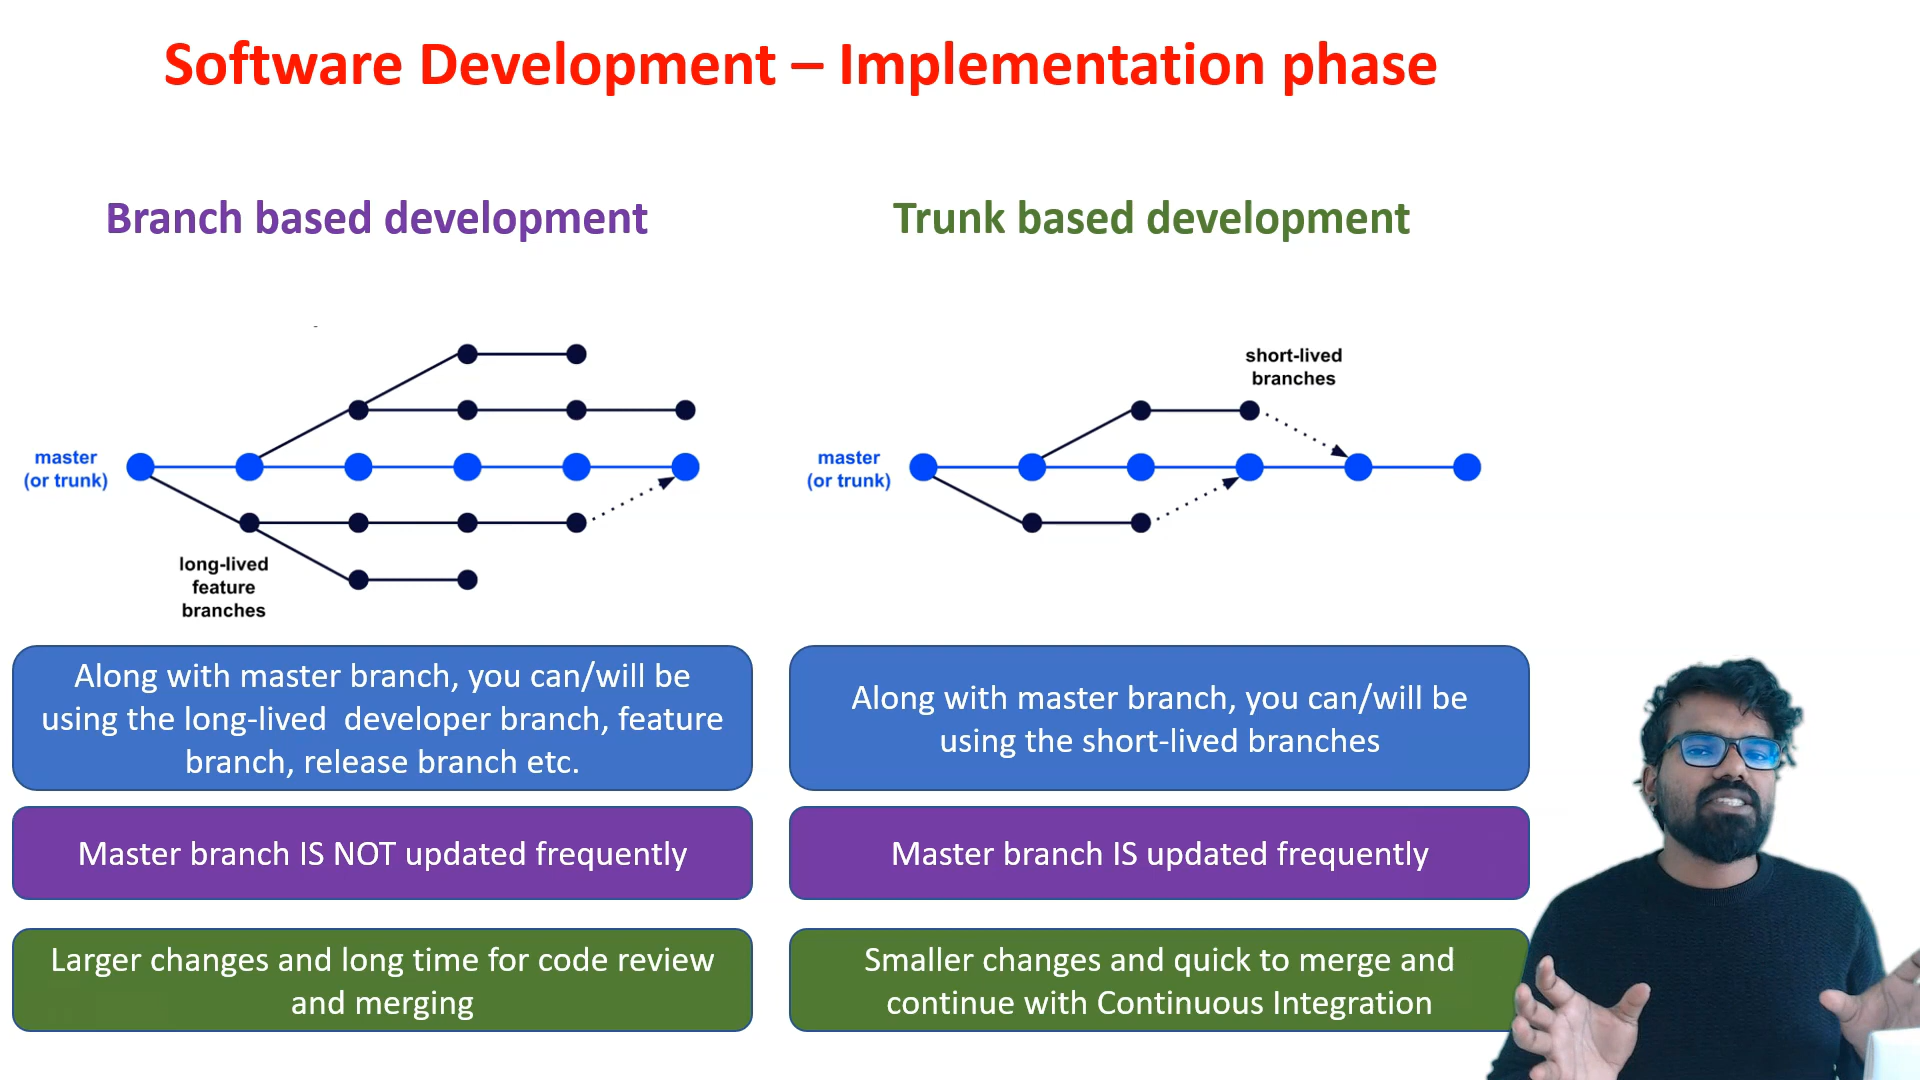 Software Development – Implementation phase
Branch based development
Trunk based development
master
(or trunk)
long-lived
feature
branches
short-lived
branches
master
(or trunk)
Along with master branch, you can/will be
using the long-lived developer branch, feature
branch, release branch etc.
Along with master branch, you can/will be
using the short-lived branches
Master branch IS NOT updated frequently
Master branch IS updated frequently
Larger changes and long time for code review
and merging
Smaller changes and quick to merge and
continue with Continuous Integration